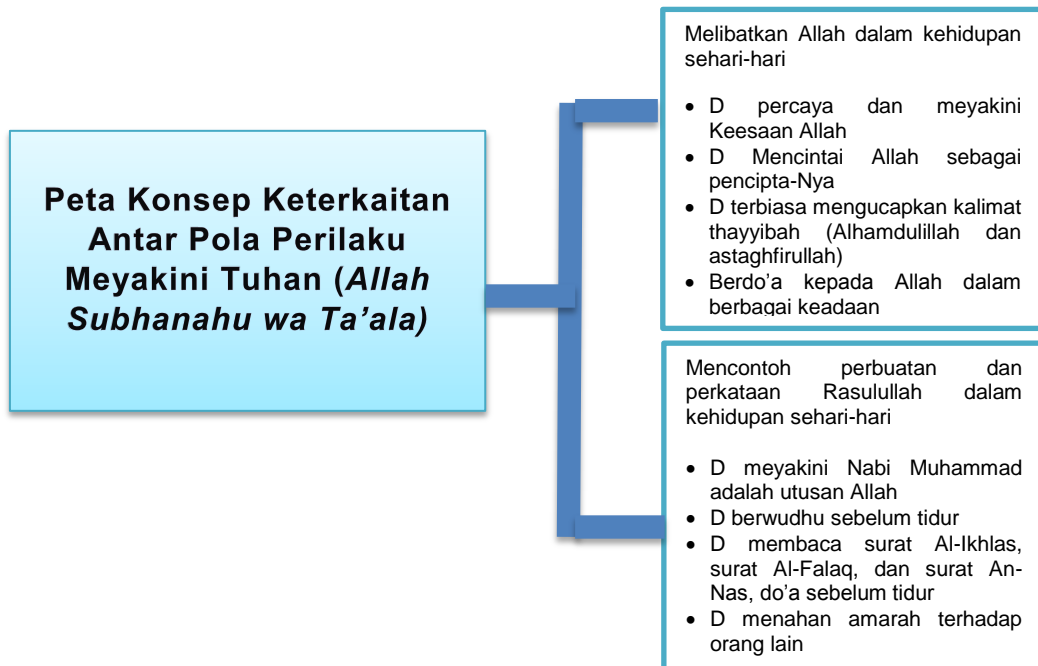 Peta Konsep Keterkaitan
Antar Pola Perilaku
Meyakini Tuhan (Allah
Subhanahu wa Ta’ala)
Melibatkan Allah dalam kehidupan
sehari-hari
• D percaya dan meyakini
Keesaan Allah
• D Mencintai Allah sebagai
pencipta-Nya
• D terbiasa mengucapkan kalimat
thayyibah (Alhamdulillah dan
astaghfirullah)
• Berdo’a kepada Allah dalam
berbagai keadaan
Mencontoh perbuatan dan
perkataan Rasulullah dalam
kehidupan sehari-hari
• D meyakini Nabi Muhammad
adalah utusan Allah
• D berwudhu sebelum tidur
• D membaca surat Al-Ikhlas,
surat Al-Falaq, dan surat An-
Nas, do’a sebelum tidur
• D menahan amarah terhadap
orang lain